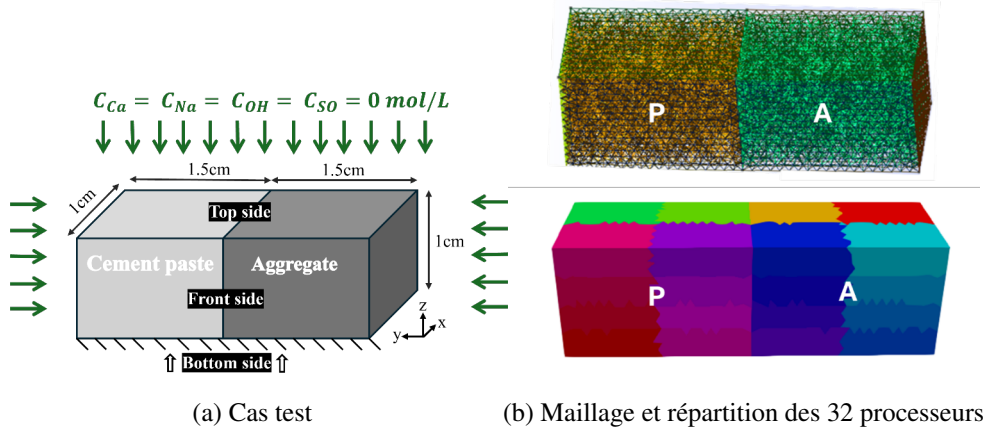 C_Ca = C_Na = C_OH = C_SO = 0 mol/L
1.5cm 1.5cm
1cm
Top side
1cm
Cement paste Aggregate
Front side
z
y x
Bottom side
(a) Cas test
P A
P A
(b) Maillage et répartition des 32 processeurs